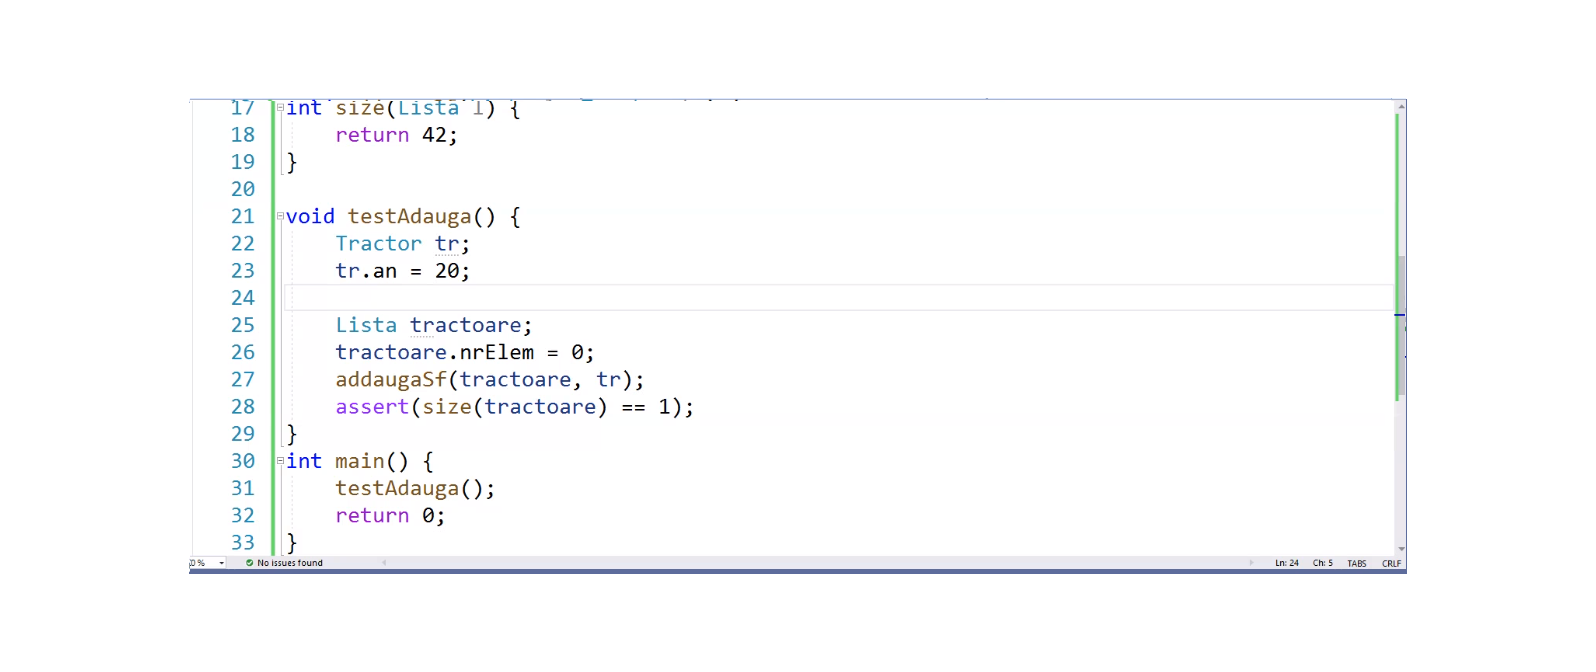 17 int size(Lista l) {
18 return 42;
19 }
20
21 void testAdauga() {
22 Tractor tr;
23 tr.an = 20;
24
25 Lista tractoare;
26 tractoare.nrElem = 0;
27 addaugaSf(tractoare, tr);
28 assert(size(tractoare) == 1);
29 }
30 int main() {
31 testAdauga();
32 return 0;
33 }
No issues found Ln: 24 Ch: 5 TABS CRLF